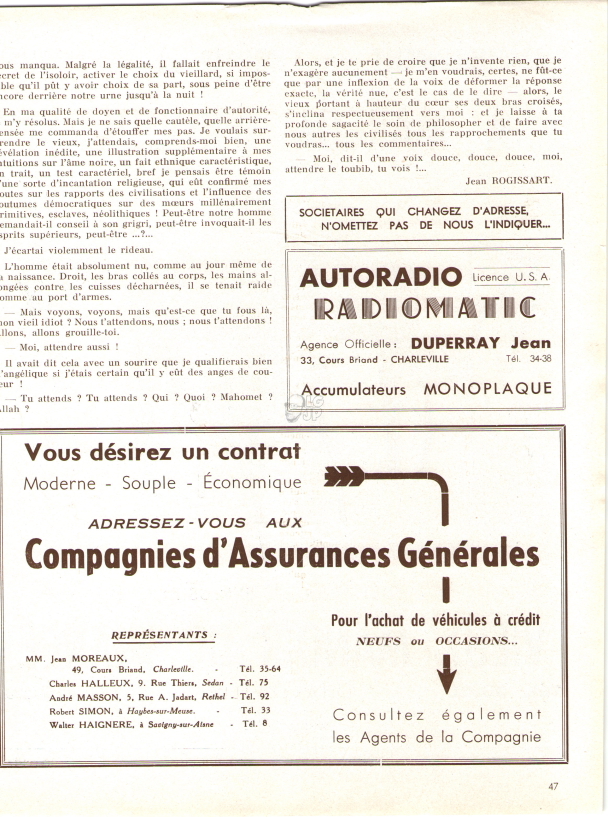 ous manqua. Malgré la légalité, il fallait enfreindre le
ecret de l'isoloir, activer le choix du vieillard, si impos-
ble qu'il pût y avoir choix de sa part, sous peine d'être
ncore derrière notre urne jusqu'à la nuit !
En ma qualité de doyen et de fonctionnaire d'autorité,
m'y résolus. Mais je ne sais quelle cautèle, quelle arrière-
ensée me commanda d'étouffer mes pas. Je voulais sur-
rendre le vieux, j'attendais, comprends-moi bien, une
évélation inédite, une illustration supplémentaire à mes
ntuitions sur l'âme noire, un fait ethnique caractéristique,
n trait, un test caractériel, bref je pensais être témoin
'une sorte d'incantation religieuse, qui eût confirmé mes
outes sur les rapports des civilisations et l'influence des
outumes démocratiques sur des mœurs millénairement
rimitives, esclaves, néolithiques ! Peut-être notre homme
emandait-il conseil à son grigri, peut-être invoquait-il les
sprits supérieurs, peut-être ...?...
J'écartai violemment le rideau.
L'homme était absolument nu, comme au jour même de
a naissance. Droit, les bras collés au corps, les mains al-
ongées contre les cuisses décharnées, il se tenait raide
omme au port d'armes.
— Mais voyons, voyons, mais qu'est-ce que tu fous là,
mon vieil idiot ? Nous t'attendons, nous ; nous t'attendons !
Allons, allons grouille-toi.
— Moi, attendre aussi !
Il avait dit cela avec un sourire que je qualifierais bien
d'angélique si j'étais certain qu'il y eût des anges de cou-
eur !
— Tu attends ? Tu attends ? Qui ? Quoi ? Mahomet ?
Allah ?
Alors, et je te prie de croire que je n'invente rien, que je
n'exagère aucunement — je m'en voudrais, certes, ne fût-ce
que par une inflexion de la voix de déformer la réponse
exacte, la vérité nue, c'est le cas de le dire — alors, le
vieux portant à hauteur du cœur ses deux bras croisés,
s'inclina respectueusement vers moi : et je laisse à ta
profonde sagacité le soin de philosopher et de faire avec
nous autres les civilisés tous les rapprochements que tu
voudras... tous les commentaires...
— Moi, dit-il d'une voix douce, douce, douce, moi,
attendre le toubib, tu vois !...
Jean ROGISSART.
SOCIETAIRES QUI CHANGEZ D'ADRESSE,
N'OMETTEZ PAS DE NOUS L'INDIQUER...
AUTORADIO Licence U.S.A.
RADIOMATIC
Agence Officielle : DUPERRAY Jean
33, Cours Briand - CHARLEVILLE Tél. 34-38
Accumulateurs MONOPLAQUE
Vous désirez un contrat
Moderne - Souple - Économique
ADRESSEZ-VOUS AUX
Compagnies d'Assurances Générales
Pour l'achat de véhicules à crédit
NEUFS ou OCCASIONS...
REPRÉSENTANTS :
MM. Jean MOREAUX,
49, Cours Briand, Charleville. - Tél. 35-64
Charles HALLEUX, 9. Rue Thiers, Sedan - Tél. 75
André MASSON, 5, Rue A. Jadart, Rethel - Tél. 92
Robert SIMON, à Haybes-sur-Meuse. - Tél. 33
Walter HAIGNERE, à Savigny-sur-Aisne - Tél. 8
Consultez également
les Agents de la Compagnie
47